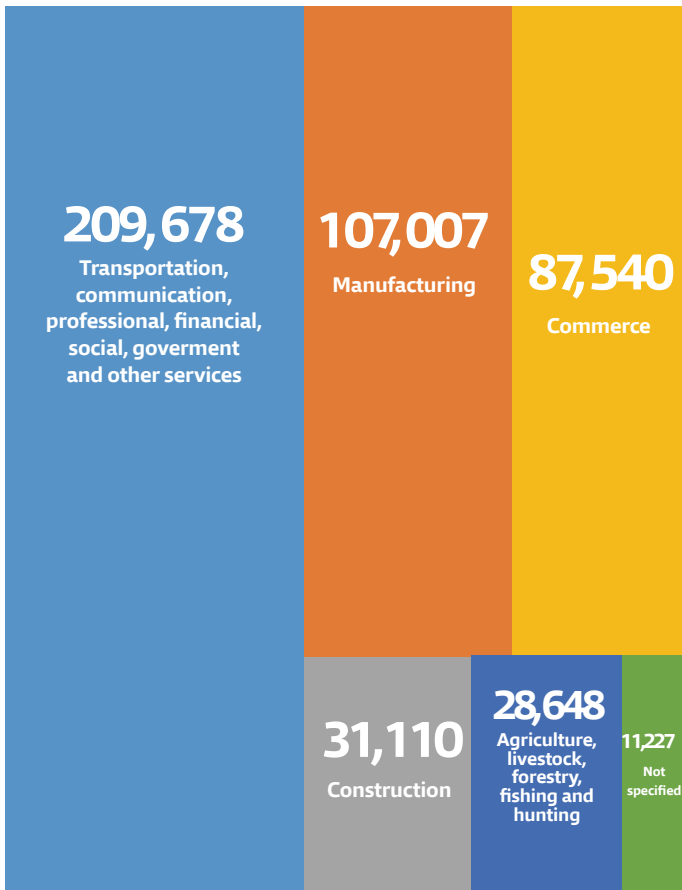 209,678
Transportation,
communication,
professional, financial,
social, goverment
and other services
107,007
Manufacturing
87,540
Commerce
31,110
Construction
28,648
Agriculture,
livestock,
forestry,
fishing and
hunting
11,227
Not
specified